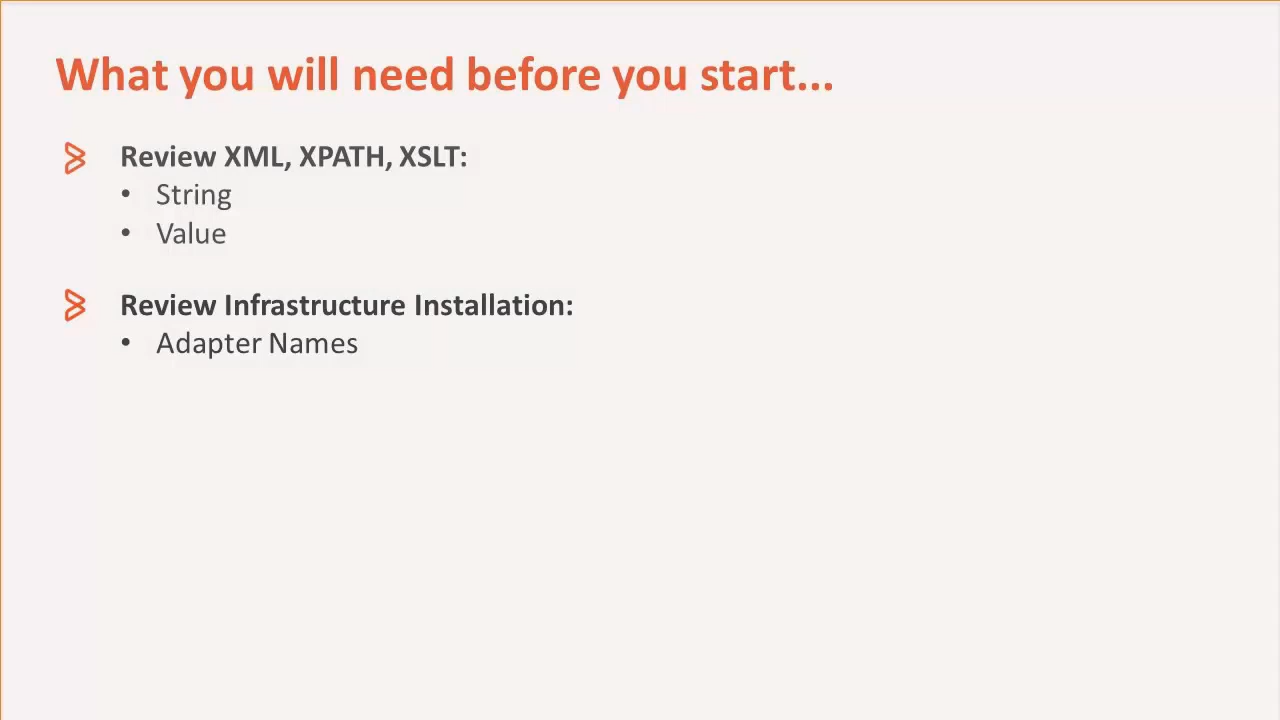 What you will need before you start...
Review XML, XPATH, XSLT:
• String
• Value
Review Infrastructure Installation:
• Adapter Names